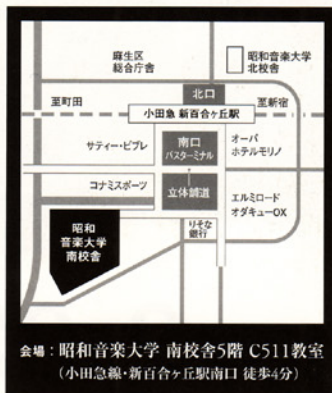 麻生区
総合庁舎
昭和音楽大学
北校舎
北口
至町田
至新宿
小田急 新百合ヶ丘駅
サティー・ビブレ
南口
バスターミナル
オーパ
ホテルモリノ
コナミスポーツ
立体舗道
エルミロード
オダキューOX
昭和
音楽大学
南校舎
りそな
銀行
会場：昭和音楽大学 南校舎5階 C511教室
（小田急線・新百合ヶ丘駅南口 徒歩4分）